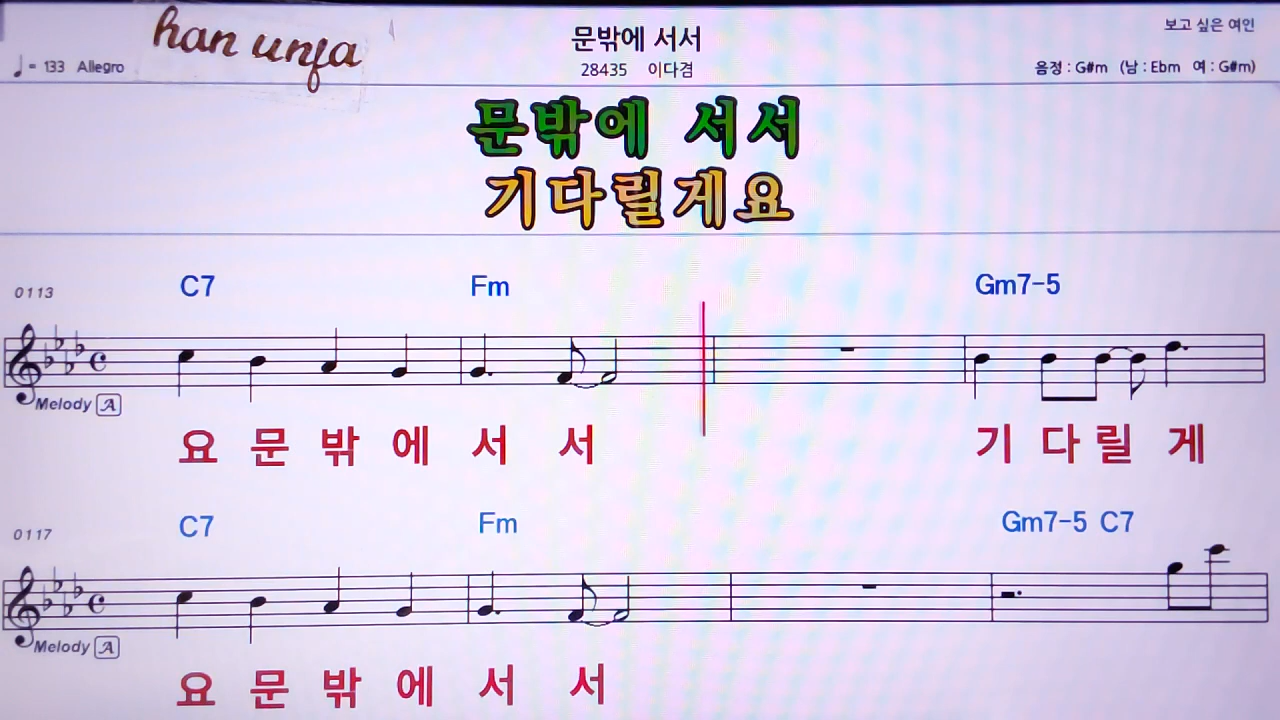 han unja
문밖에 서서
보고 싶은 여인
♩= 133 Allegro
28435 이다겸
음정 : G#m (남 : Ebm 여 : G#m)
문밖에 서서
기다릴게요
0113 C7 Fm Gm7-5
Melody A
요 문 밖 에 서 서 기 다 릴 게
0117 C7 Fm Gm7-5 C7
Melody A
요 문 밖 에 서 서